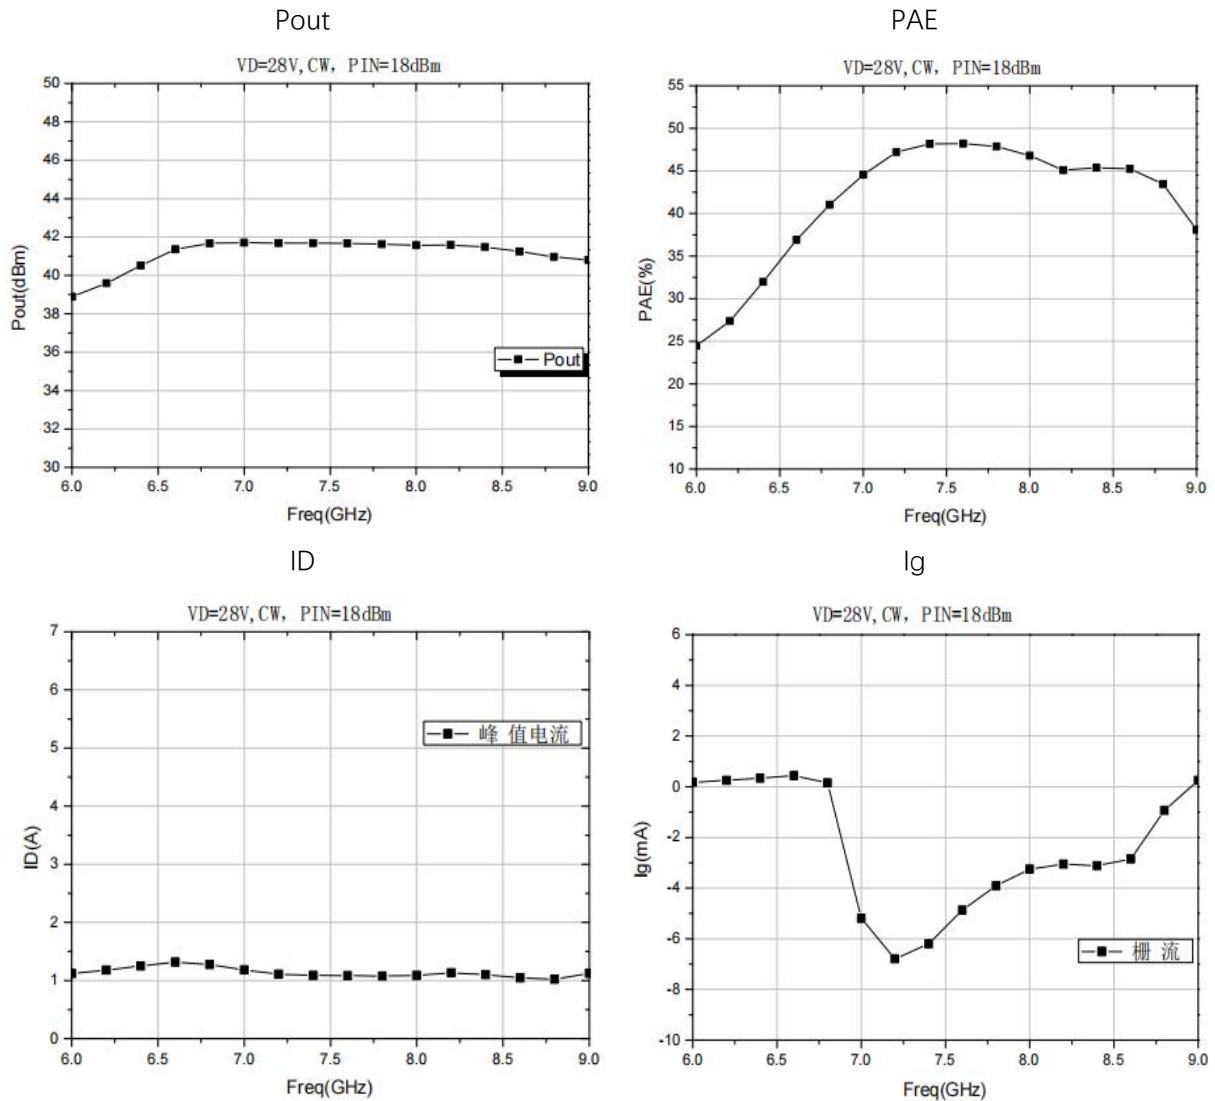 Pout
VD=28V,CW, PIN=18dBm
50
48
46
44
42
40
38
36
34
32
30
Pout(dBm)
Pout
6.0 6.5 7.0 7.5 8.0 8.5 9.0
Freq(GHz)
PAE
VD=28V,CW, PIN=18dBm
55
50
45
40
35
30
25
20
15
10
PAE(%)
6.0 6.5 7.0 7.5 8.0 8.5 9.0
Freq(GHz)
ID
VD=28V,CW, PIN=18dBm
7
6
5
4
3
2
1
0
ID(A)
峰 值电流
6.0 6.5 7.0 7.5 8.0 8.5 9.0
Freq(GHz)
Ig
VD=28V,CW, PIN=18dBm
6
4
2
0
-2
-4
-6
-8
-10
Ig(mA)
栅 流
6.0 6.5 7.0 7.5 8.0 8.5 9.0
Freq(GHz)